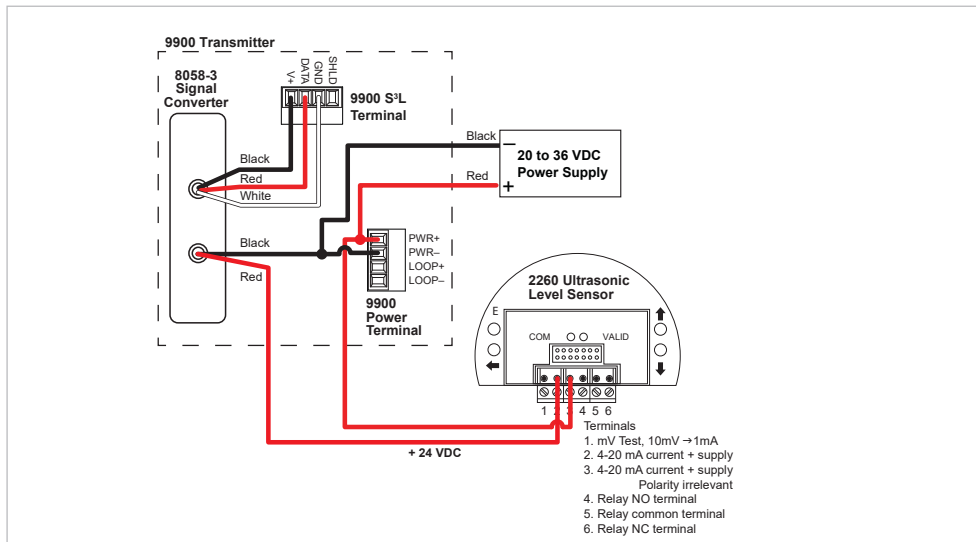 9900 Transmitter
8058-3
Signal
Converter
V+
DATA
GND
SHLD
9900 S³L
Terminal
Black
Red
White
Black
Red
Black
Red
–
+
20 to 36 VDC
Power Supply
PWR+
PWR–
LOOP+
LOOP–
9900
Power
Terminal
2260 Ultrasonic
Level Sensor
E
COM
VALID
1 2 3 4 5 6
+ 24 VDC
Terminals
1. mV Test, 10mV →1mA
2. 4-20 mA current + supply
3. 4-20 mA current + supply
Polarity irrelevant
4. Relay NO terminal
5. Relay common terminal
6. Relay NC terminal